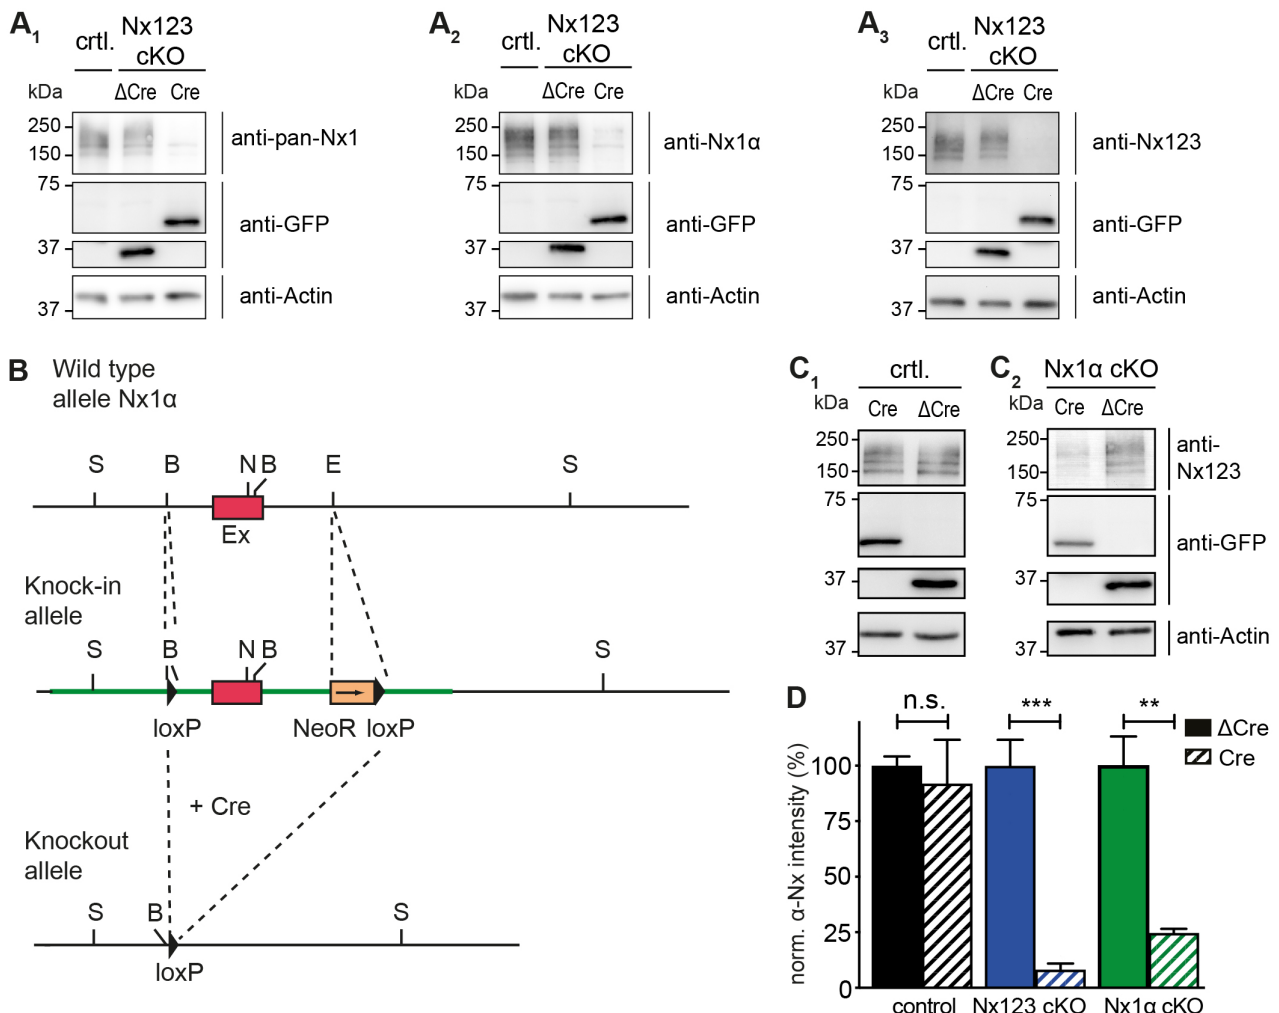 A1
crtl.
Nx123
cKO
kDa
ΔCre
Cre
250
150
anti-pan-Nx1
75
anti-GFP
37
anti-Actin
37
A2
crtl.
Nx123
cKO
kDa
ΔCre
Cre
250
150
anti-Nx1α
75
anti-GFP
37
anti-Actin
37
A3
crtl.
Nx123
cKO
kDa
ΔCre
Cre
250
150
anti-Nx123
75
anti-GFP
37
anti-Actin
37
B
Wild type
allele Nx1α
S B N B E S
Ex
Knock-in
allele
S B N B S
loxP NeoR loxP
+ Cre
Knockout
allele
S B S
loxP
C1
crtl.
kDa
Cre
ΔCre
250
150
75
37
37
C2
Nx1α cKO
kDa
Cre
ΔCre
250
150
anti-
Nx123
75
anti-GFP
37
anti-Actin
37
D
n.s.
***
**
ΔCre
Cre
norm. α-Nx intensity (%)
100
75
50
25
0
control Nx123 cKO Nx1α cKO